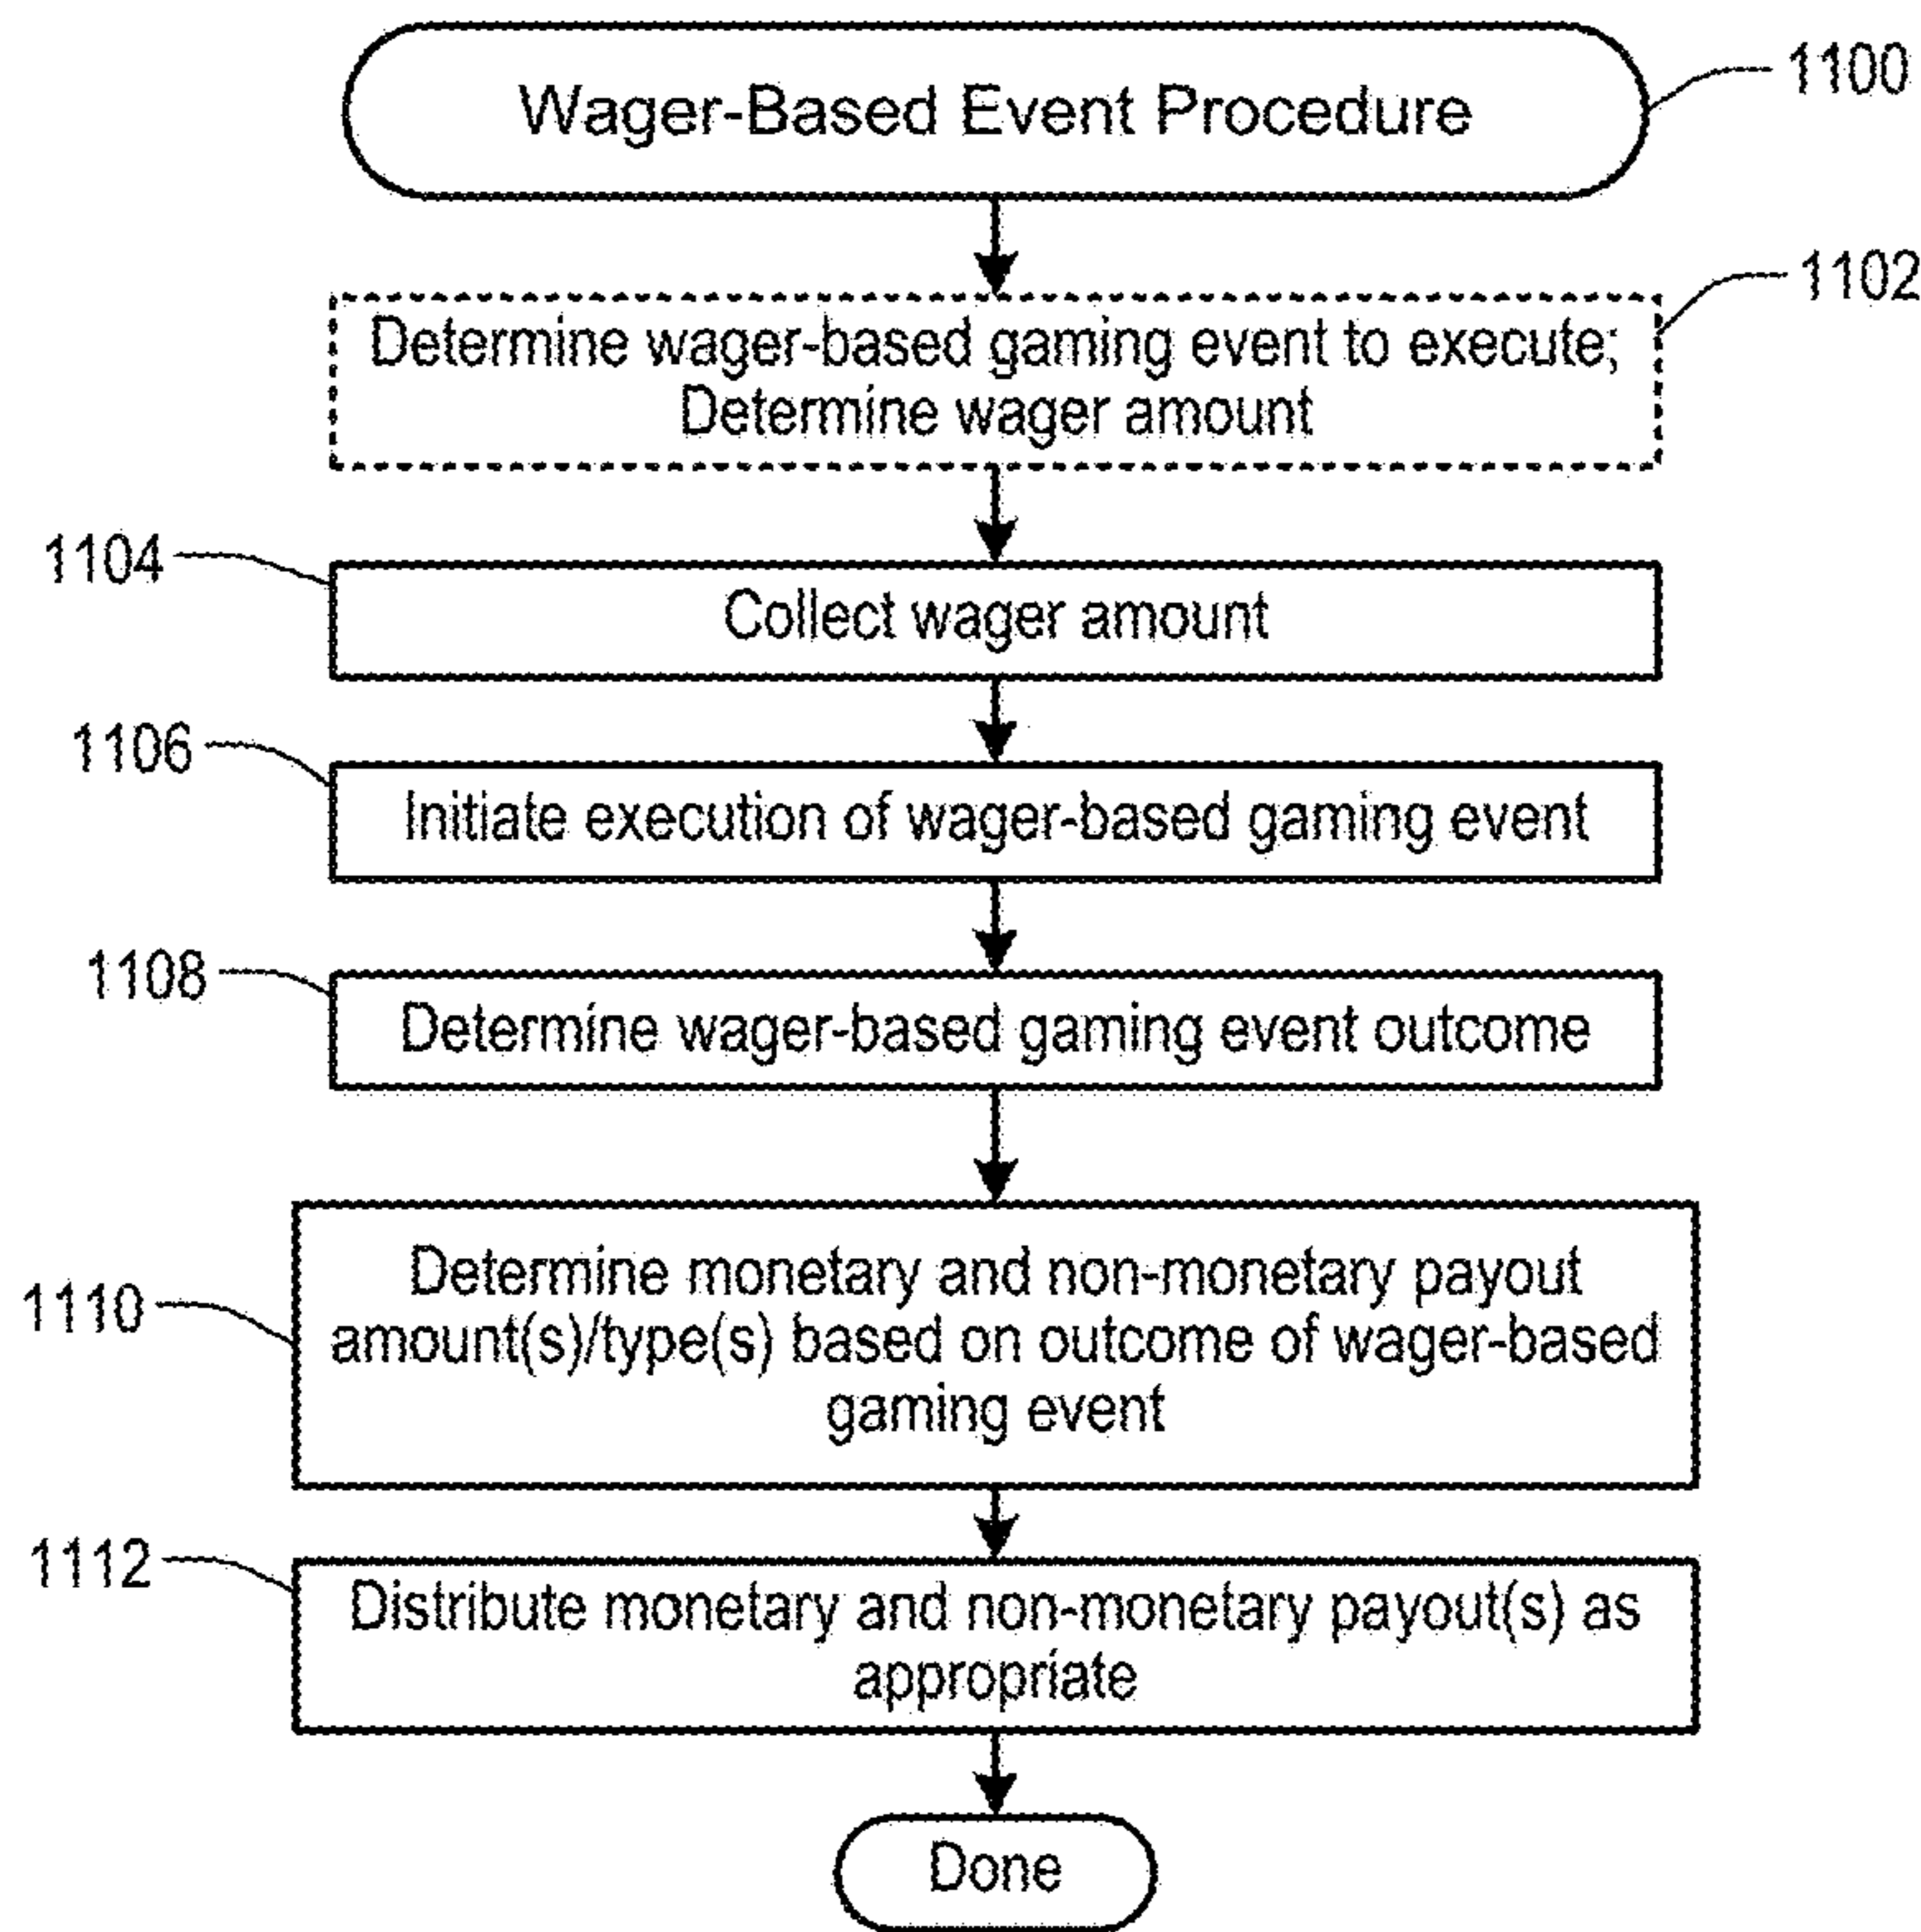 Wager-Based Event Procedure
1100
Determine wager-based gaming event to execute;
Determine wager amount
1102
1104
Collect wager amount
1106
Initiate execution of wager-based gaming event
1108
Determine wager-based gaming event outcome
1110
Determine monetary and non-monetary payout
amount(s)/type(s) based on outcome of wager-based
gaming event
1112
Distribute monetary and non-monetary payout(s) as
appropriate
Done